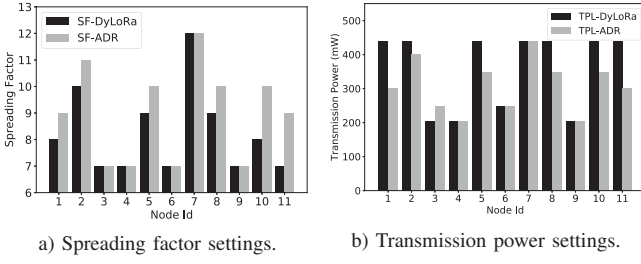 SF-DyLoRa
SF-ADR
Spreading Factor
13
12
11
10
9
8
7
6
1 2 3 4 5 6 7 8 9 10 11
Node Id
a) Spreading factor settings.
TPL-DyLoRa
TPL-ADR
Transmission Power (mW)
500
400
300
200
100
0
1 2 3 4 5 6 7 8 9 10 11
Node Id
b) Transmission power settings.